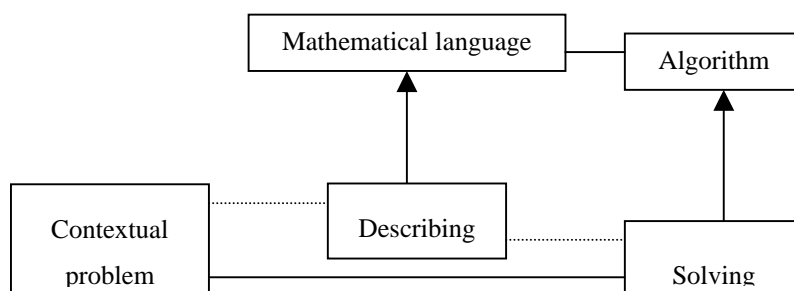 Mathematical language
Algorithm
Describing
Contextual
problem
Solving